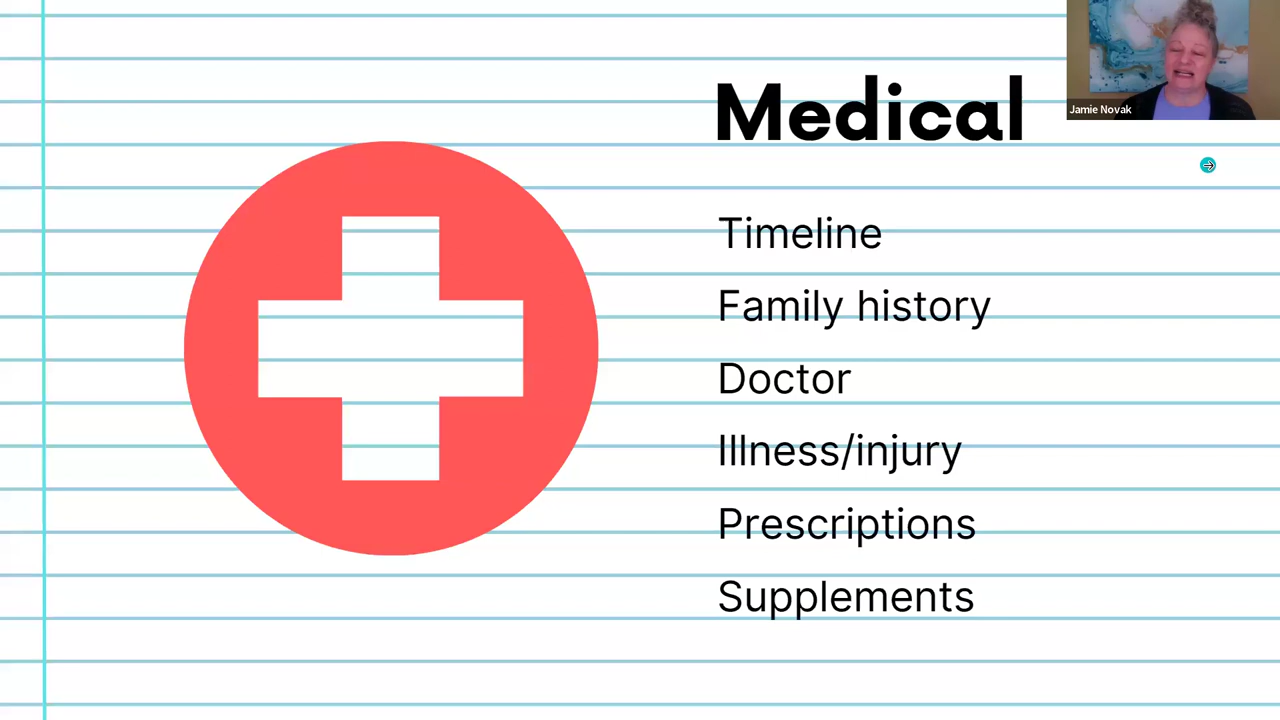 Medical
Jamie Novak
Timeline
Family history
Doctor
Illness/injury
Prescriptions
Supplements